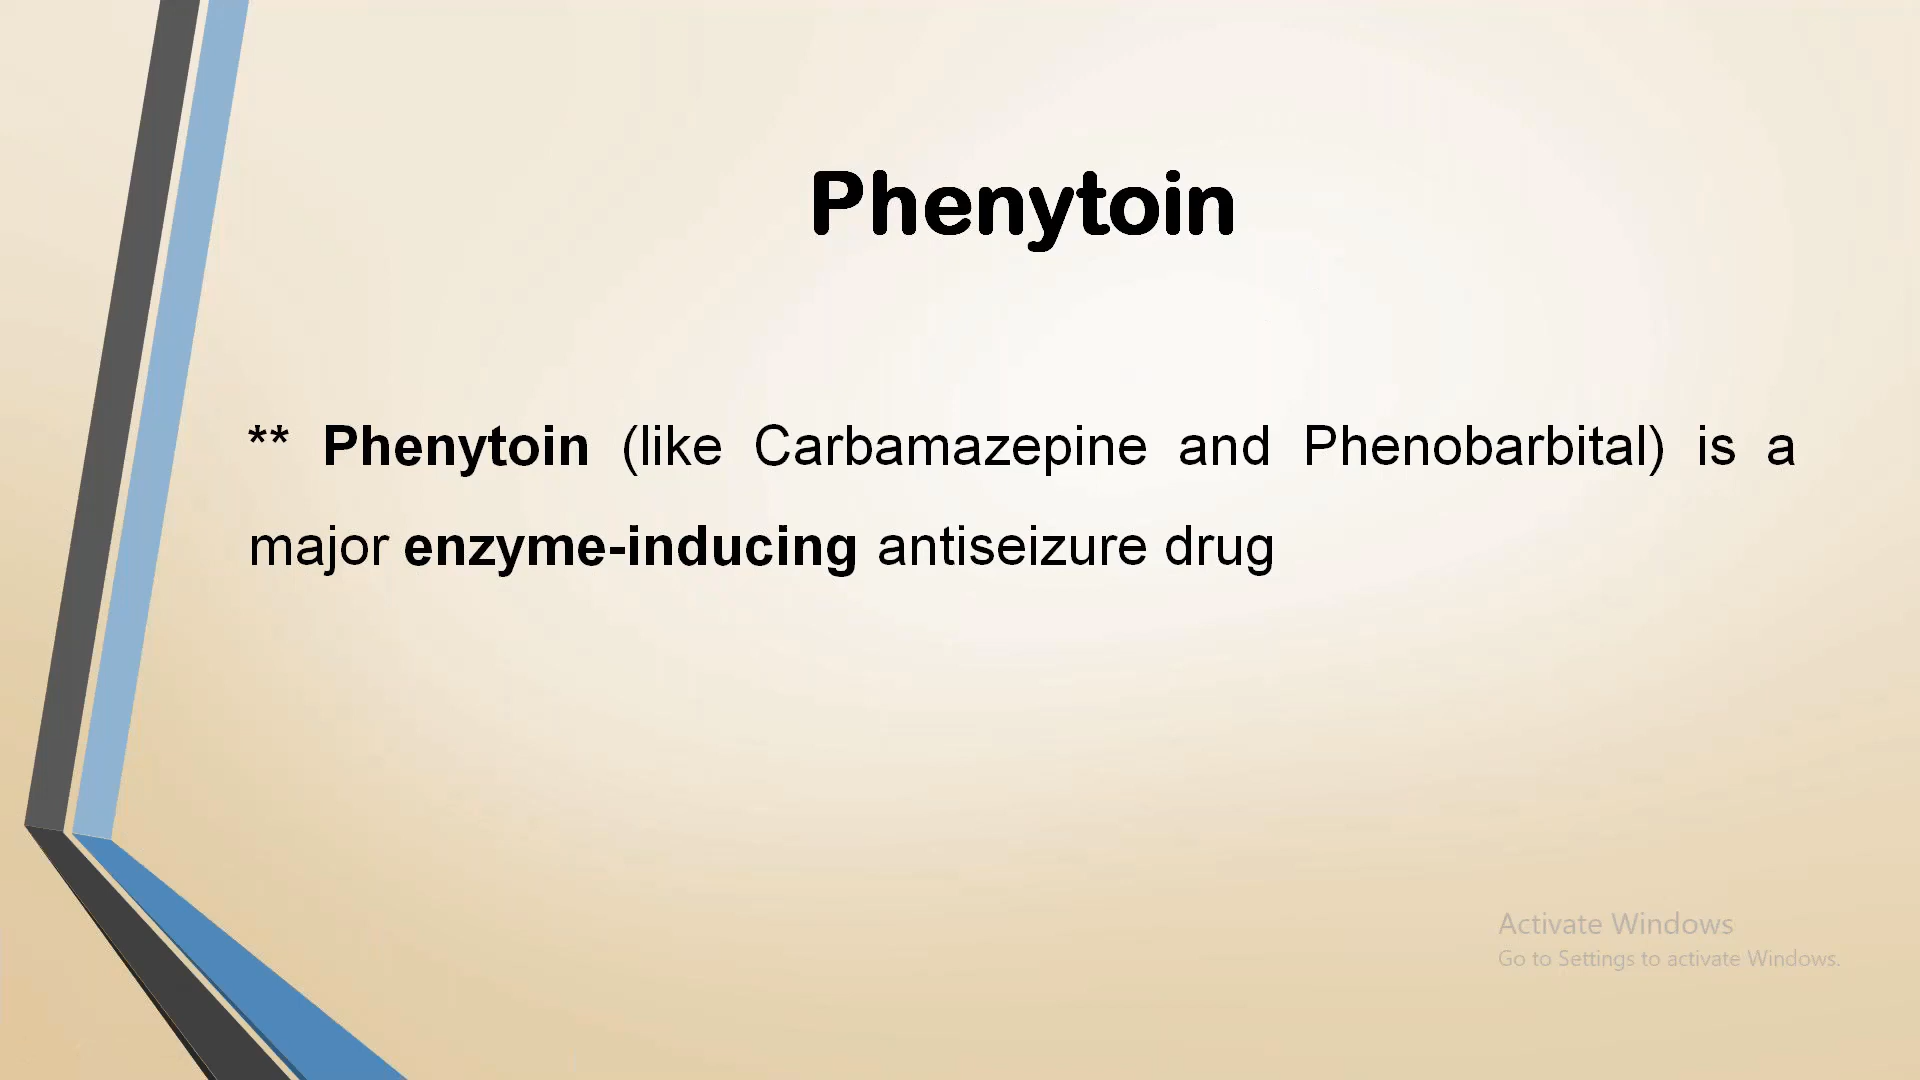 Phenytoin
** Phenytoin (like Carbamazepine and Phenobarbital) is a
major enzyme-inducing antiseizure drug
Activate Windows
Go to Settings to activate Windows.